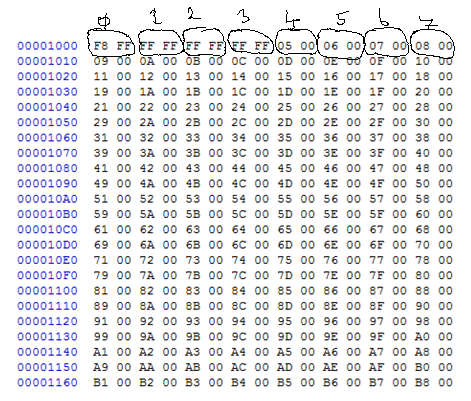 0 1 2 3 4 5 6 7
00001000 F8 FF FF FF FF FF FF FF 05 00 06 00 07 00 08 00
00001010 09 00 0A 00 0B 00 0C 00 0D 00 0E 00 0F 00 10 00
00001020 11 00 12 00 13 00 14 00 15 00 16 00 17 00 18 00
00001030 19 00 1A 00 1B 00 1C 00 1D 00 1E 00 1F 00 20 00
00001040 21 00 22 00 23 00 24 00 25 00 26 00 27 00 28 00
00001050 29 00 2A 00 2B 00 2C 00 2D 00 2E 00 2F 00 30 00
00001060 31 00 32 00 33 00 34 00 35 00 36 00 37 00 38 00
00001070 39 00 3A 00 3B 00 3C 00 3D 00 3E 00 3F 00 40 00
00001080 41 00 42 00 43 00 44 00 45 00 46 00 47 00 48 00
00001090 49 00 4A 00 4B 00 4C 00 4D 00 4E 00 4F 00 50 00
000010A0 51 00 52 00 53 00 54 00 55 00 56 00 57 00 58 00
000010B0 59 00 5A 00 5B 00 5C 00 5D 00 5E 00 5F 00 60 00
000010C0 61 00 62 00 63 00 64 00 65 00 66 00 67 00 68 00
000010D0 69 00 6A 00 6B 00 6C 00 6D 00 6E 00 6F 00 70 00
000010E0 71 00 72 00 73 00 74 00 75 00 76 00 77 00 78 00
000010F0 79 00 7A 00 7B 00 7C 00 7D 00 7E 00 7F 00 80 00
00001100 81 00 82 00 83 00 84 00 85 00 86 00 87 00 88 00
00001110 89 00 8A 00 8B 00 8C 00 8D 00 8E 00 8F 00 90 00
00001120 91 00 92 00 93 00 94 00 95 00 96 00 97 00 98 00
00001130 99 00 9A 00 9B 00 9C 00 9D 00 9E 00 9F 00 A0 00
00001140 A1 00 A2 00 A3 00 A4 00 A5 00 A6 00 A7 00 A8 00
00001150 A9 00 AA 00 AB 00 AC 00 AD 00 AE 00 AF 00 B0 00
00001160 B1 00 B2 00 B3 00 B4 00 B5 00 B6 00 B7 00 B8 00